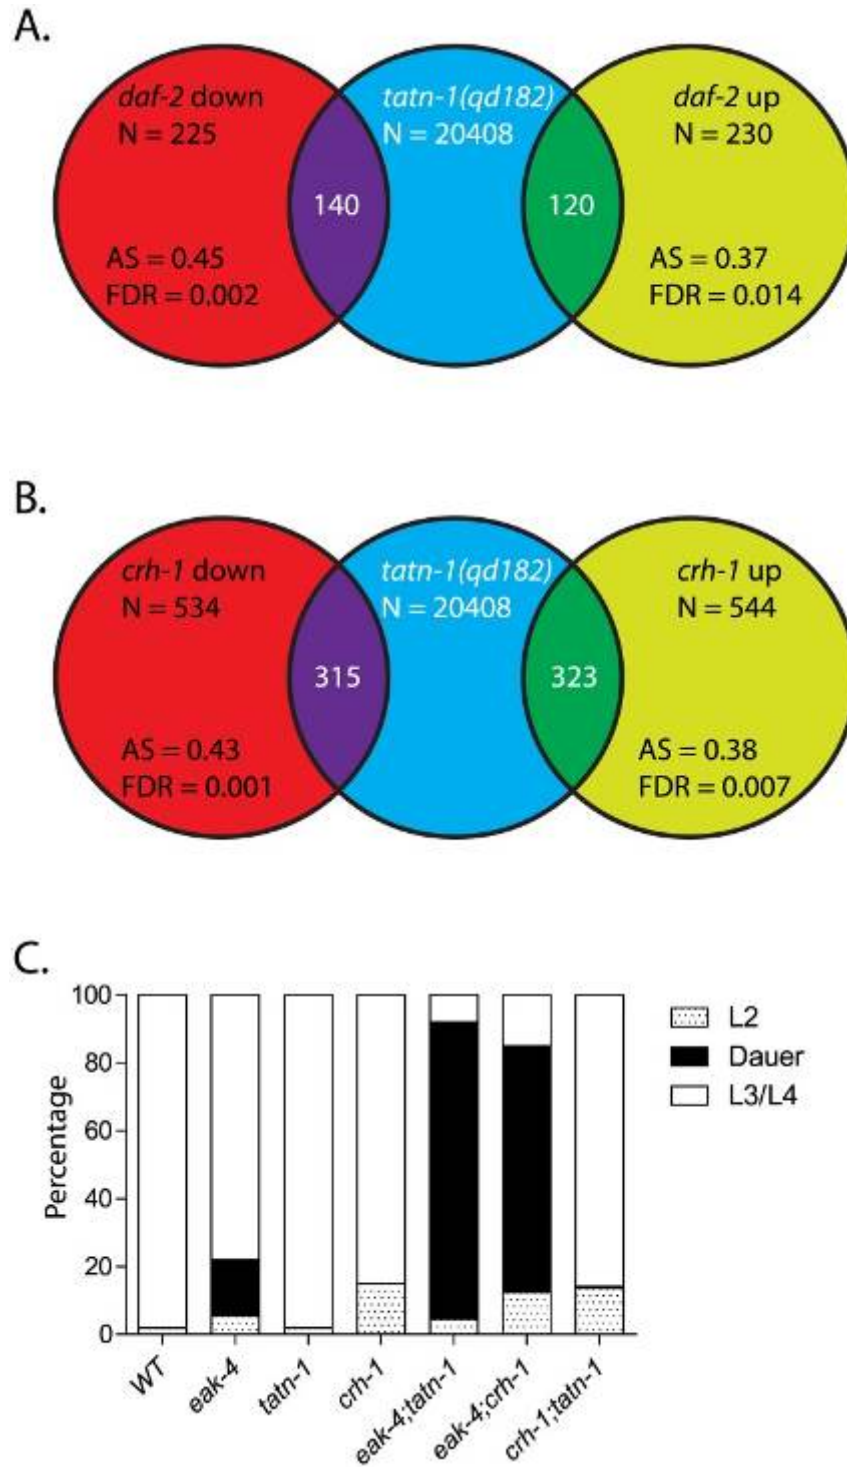 A.
daf-2 down
N = 225
tatn-1(qd182)
N = 20408
daf-2 up
N = 230
140
120
AS = 0.45
FDR = 0.002
AS = 0.37
FDR = 0.014
B.
crh-1 down
N = 534
tatn-1(qd182)
N = 20408
crh-1 up
N = 544
315
323
AS = 0.43
FDR = 0.001
AS = 0.38
FDR = 0.007
C.
100
80
60
40
20
0
Percentage
L2
Dauer
L3/L4
WT
eak-4
tatn-1
crh-1
eak-4;tatn-1
eak-4;crh-1
crh-1;tatn-1